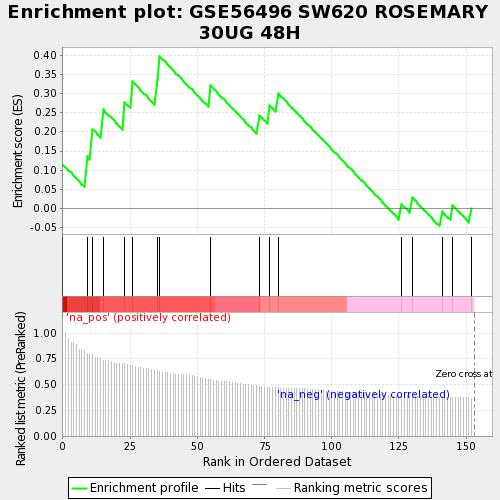 Enrichment plot: GSE56496 SW620 ROSEMARY
30UG 48H
Enrichment score (ES)
0.40
0.35
0.30
0.25
0.20
0.15
0.10
0.05
0.00
-0.05
'na_pos' (positively correlated)
Ranked list metric (PreRanked)
1.00
0.75
0.50
0.25
0.00
Zero cross at
'na_neg' (negatively correlated)
0 25 50 75 100 125 150
Rank in Ordered Dataset
Enrichment profile Hits Ranking metric scores